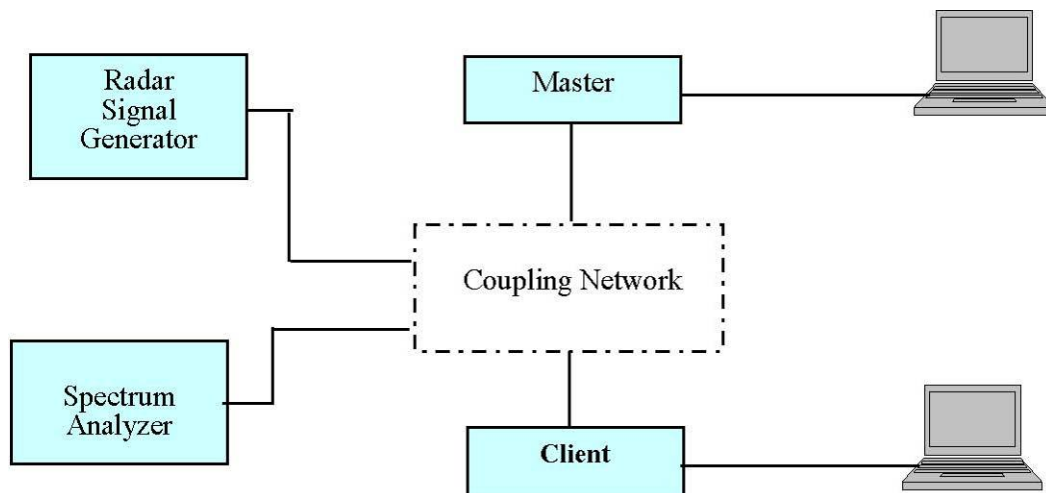 Radar
Signal
Generator
Master
Coupling Network
Spectrum
Analyzer
Client